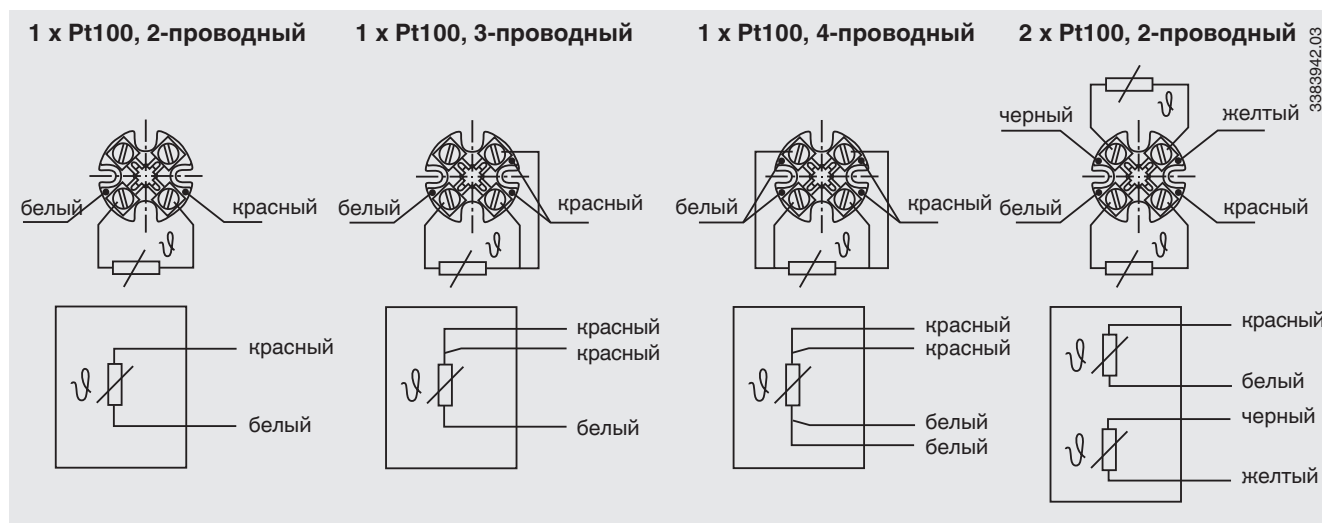 1 x Pt100, 2-проводный
1 x Pt100, 3-проводный
1 x Pt100, 4-проводный
2 x Pt100, 2-проводный
3383942.03
белый
красный
белый
красный
белый
красный
черный
желтый
белый
красный
ϑ
ϑ
ϑ
ϑ
ϑ
красный
белый
ϑ
красный
красный
белый
ϑ
красный
красный
белый
белый
ϑ
красный
белый
черный
желтый
ϑ
ϑ